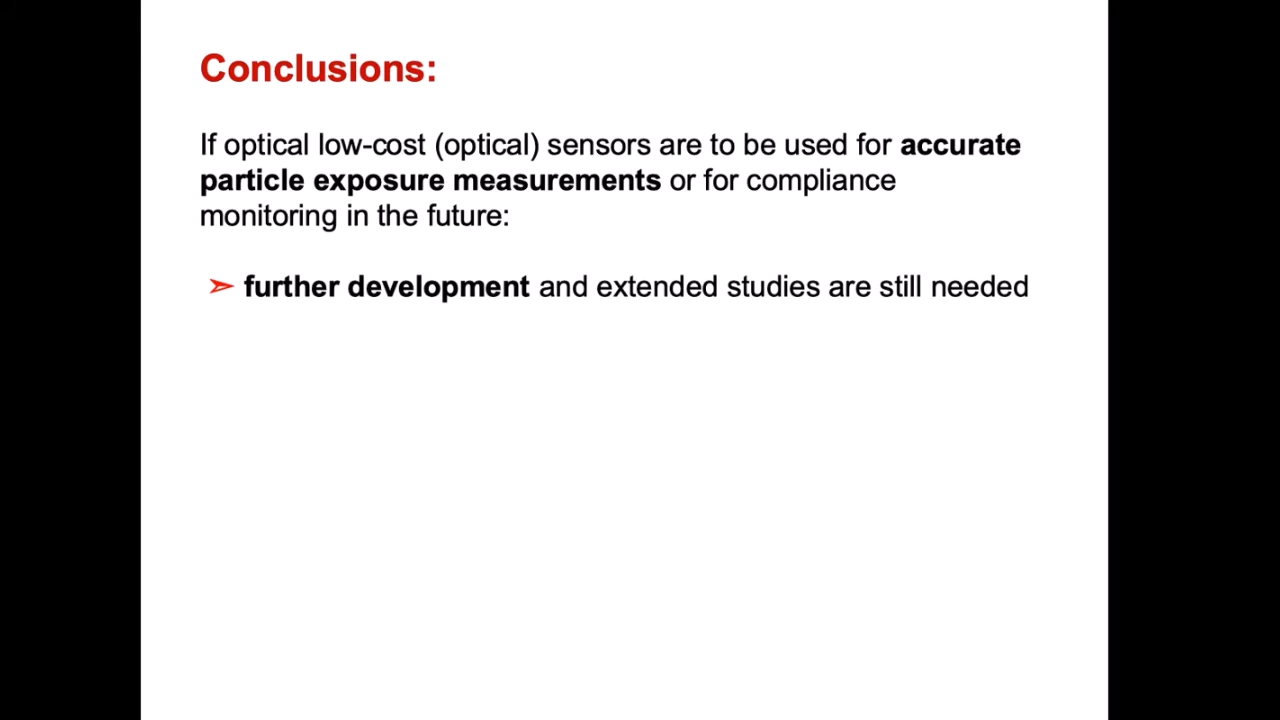 Conclusions:
If optical low-cost (optical) sensors are to be used for accurate
particle exposure measurements or for compliance
monitoring in the future:
➢ further development and extended studies are still needed